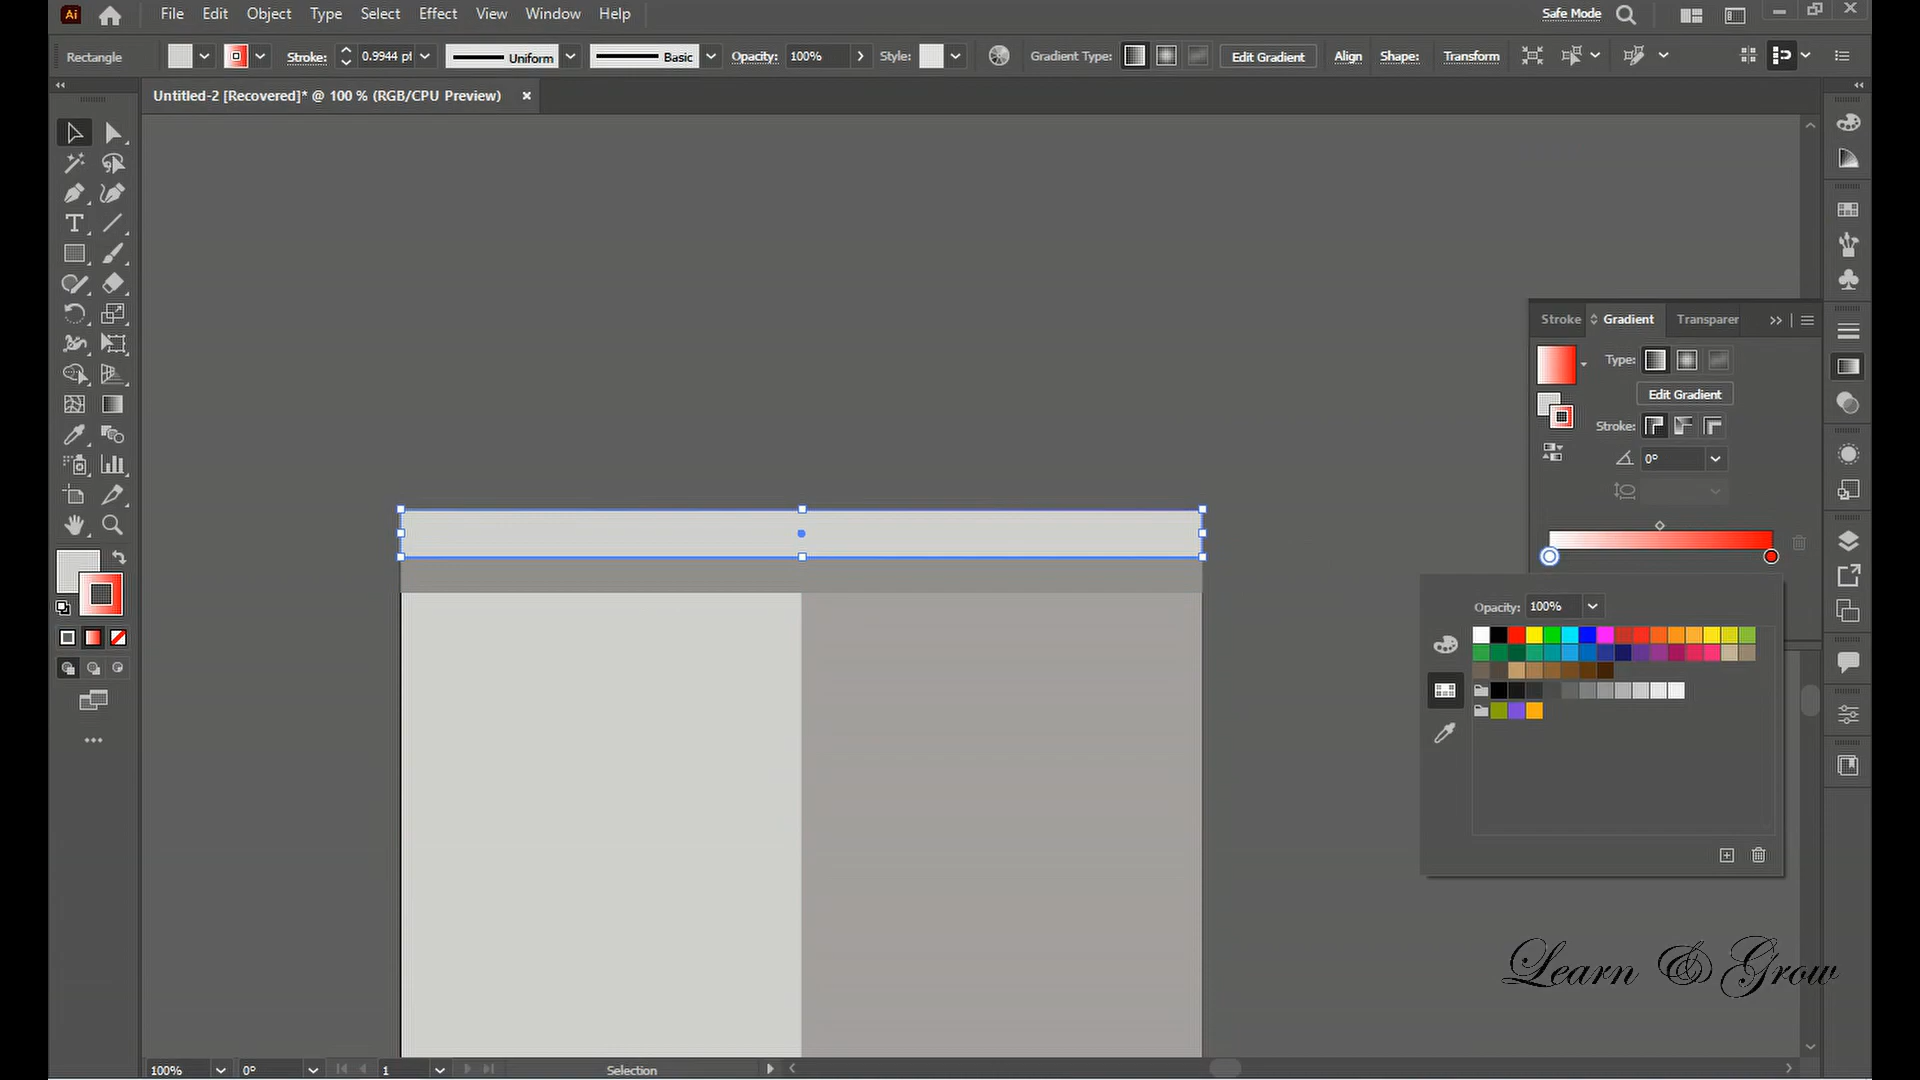 Ai File Edit Object Type Select Effect View Window Help Safe Mode
Rectangle Stroke: 0.9944 pt Uniform Basic Opacity: 100% Style: Gradient Type: Edit Gradient Align Shape: Transform
Untitled-2 [Recovered]* @ 100 % (RGB/CPU Preview) ×
Stroke Gradient Transparer
Type:
Edit Gradient
Stroke:
0°
Opacity: 100%
Learn & Grow
100% 0° 1 Selection